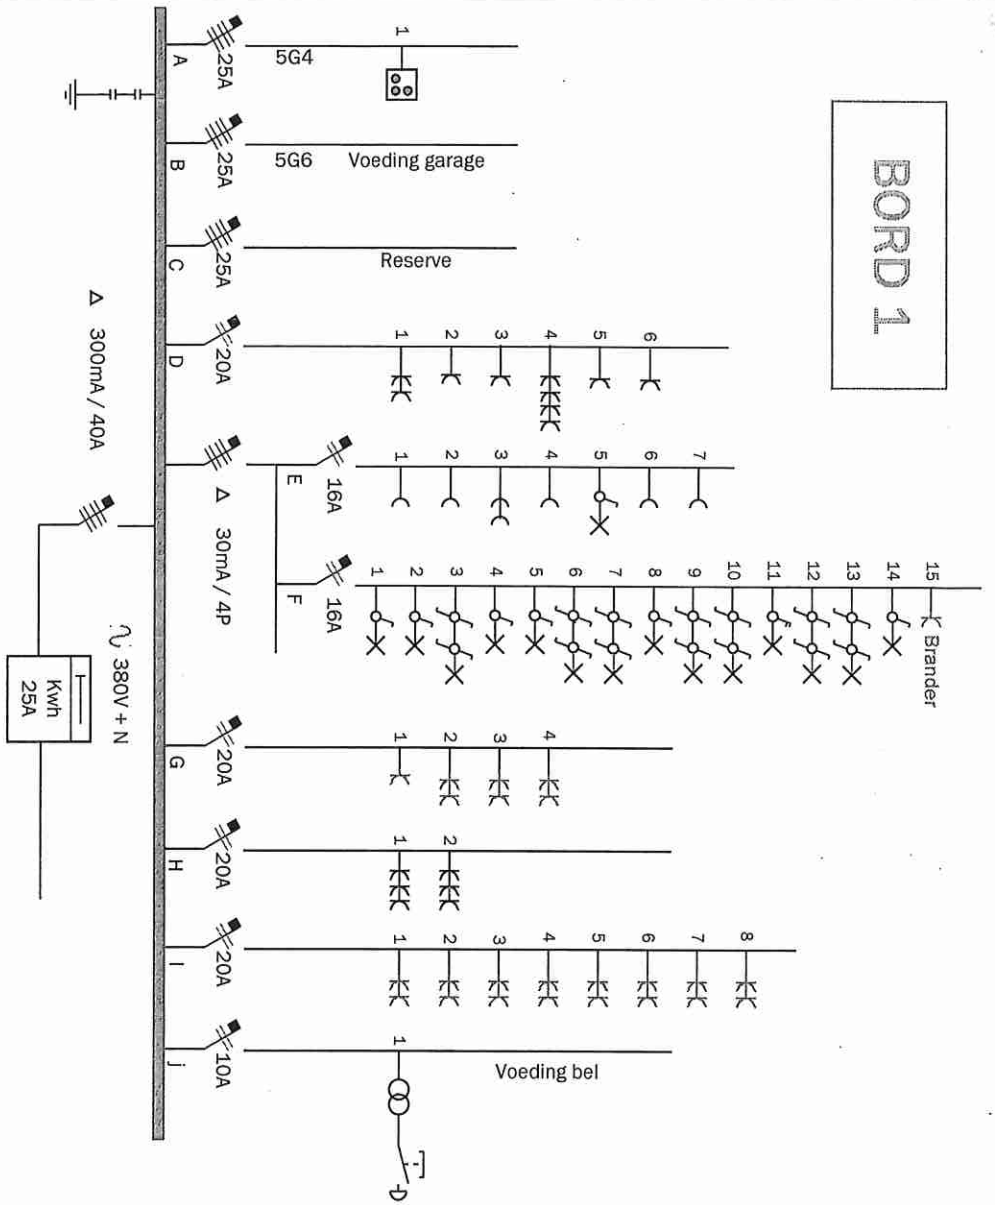 BORD 1
A
25A
5G4
1
B
25A
5G6
Voeding garage
C
25A
Reserve
D
20A
1
2
3
4
5
6
Δ 300mA / 40A
Δ 30mA / 4P
E
16A
1
2
3
4
5
6
7
F
16A
1
2
3
4
5
6
7
8
9
10
11
12
13
14
15
Brander
∿ 380V + N
Kwh
25A
G
20A
1
2
3
4
H
20A
1
2
I
20A
1
2
3
4
5
6
7
8
j
10A
1
Voeding bel